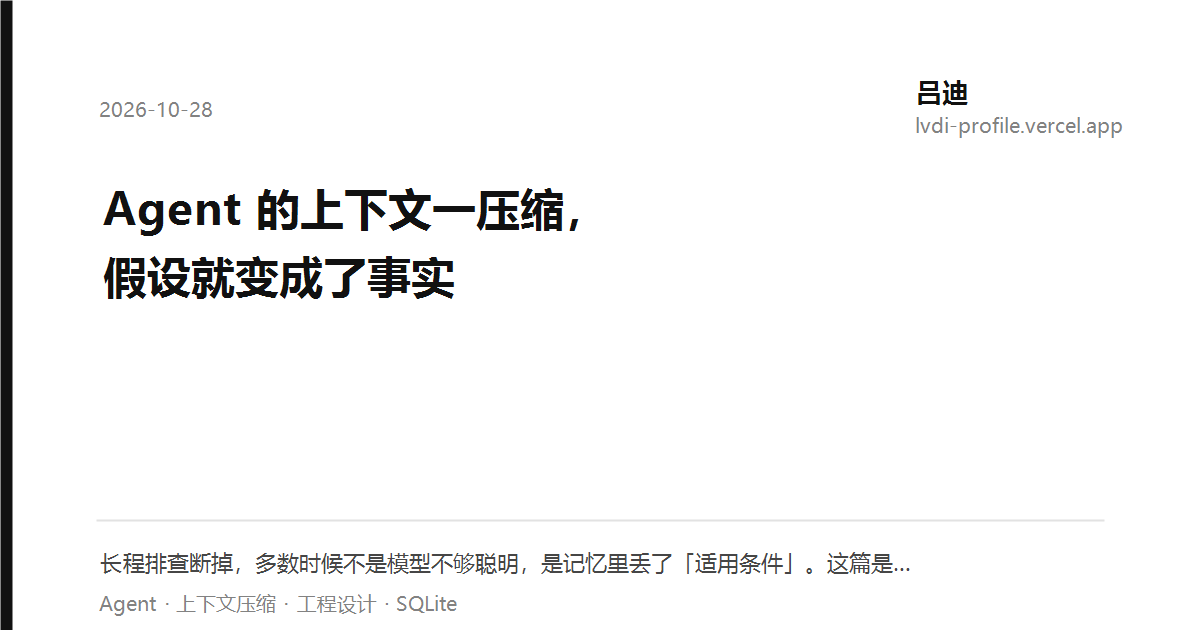 2026-10-28
吕迪
lvdi-profile.vercel.app
Agent 的上下文一压缩，
假设就变成了事实
长程排查断掉，多数时候不是模型不够聪明，是记忆里丢了「适用条件」。这篇是...
Agent · 上下文压缩 · 工程设计 · SQLite